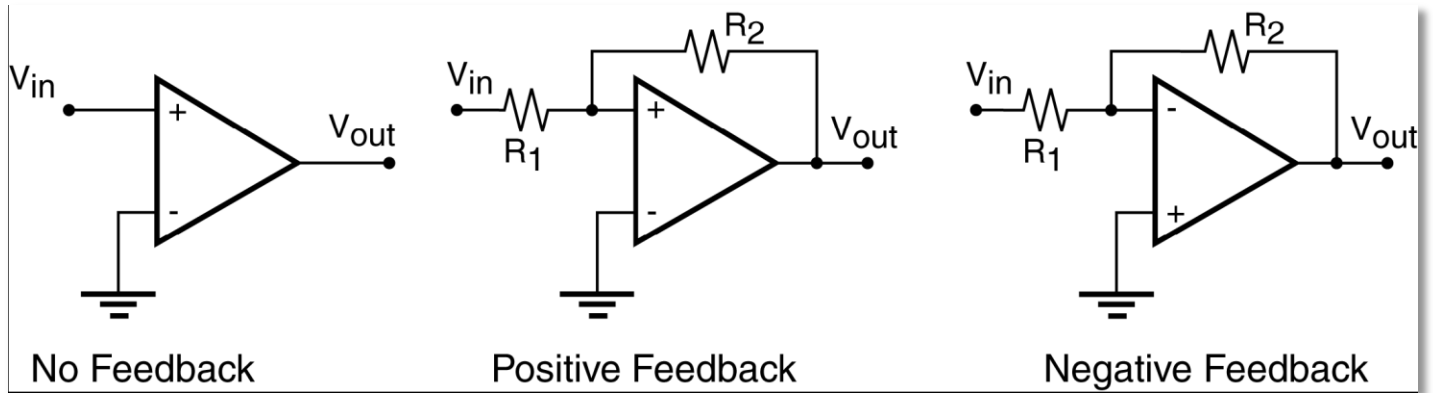 Vin
+
-
Vout
No Feedback
Vin
R1
R2
+
-
Vout
Positive Feedback
Vin
R1
R2
-
+
Vout
Negative Feedback